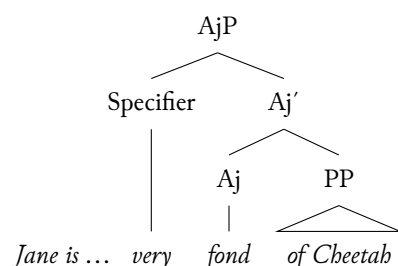 AjP
Specifier Aj′
Aj PP
Jane is … very fond of Cheetah